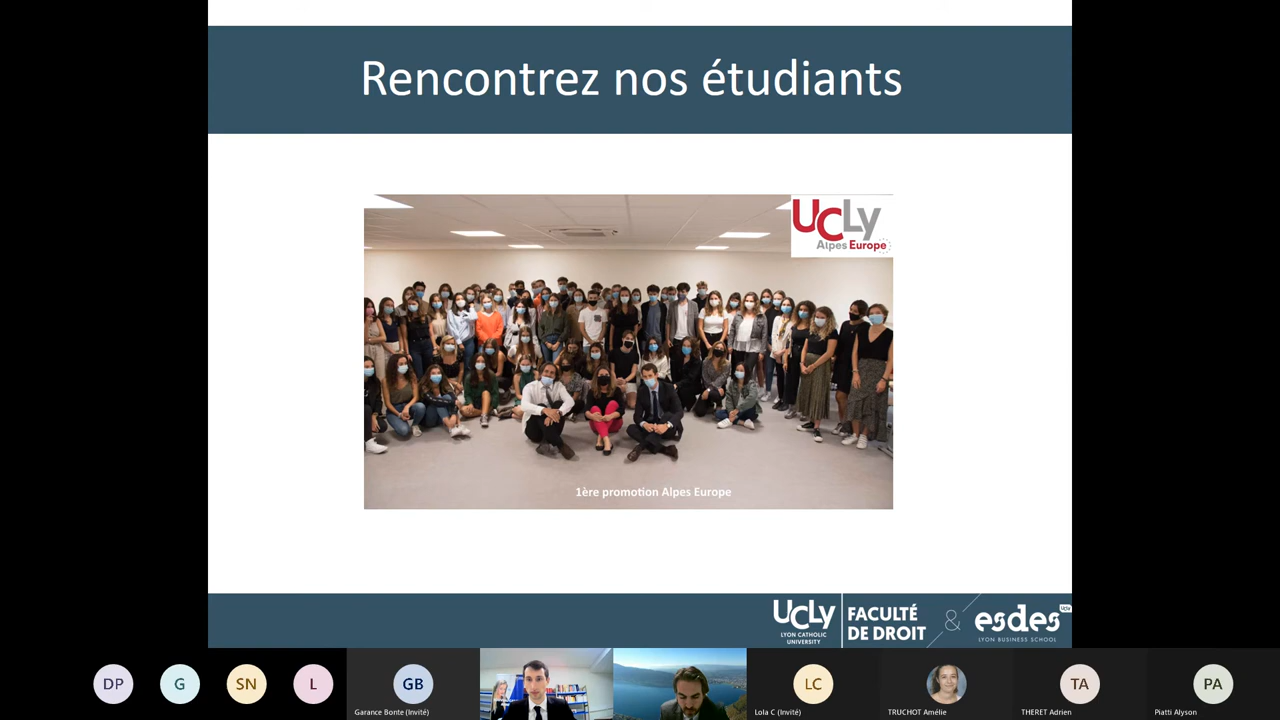 Rencontrez nos étudiants
UCLy
Alpes Europe
1ère promotion Alpes Europe
UCLy
LYON CATHOLIC
UNIVERSITY
FACULTÉ
DE DROIT
&
esdes
UCLy
LYON BUSINESS SCHOOL
DP
G
SN
L
GB
Garance Bonte (Invité)
LC
Lola C (Invité)
TRUCHOT Amélie
TA
THERET Adrien
PA
Piatti Alyson